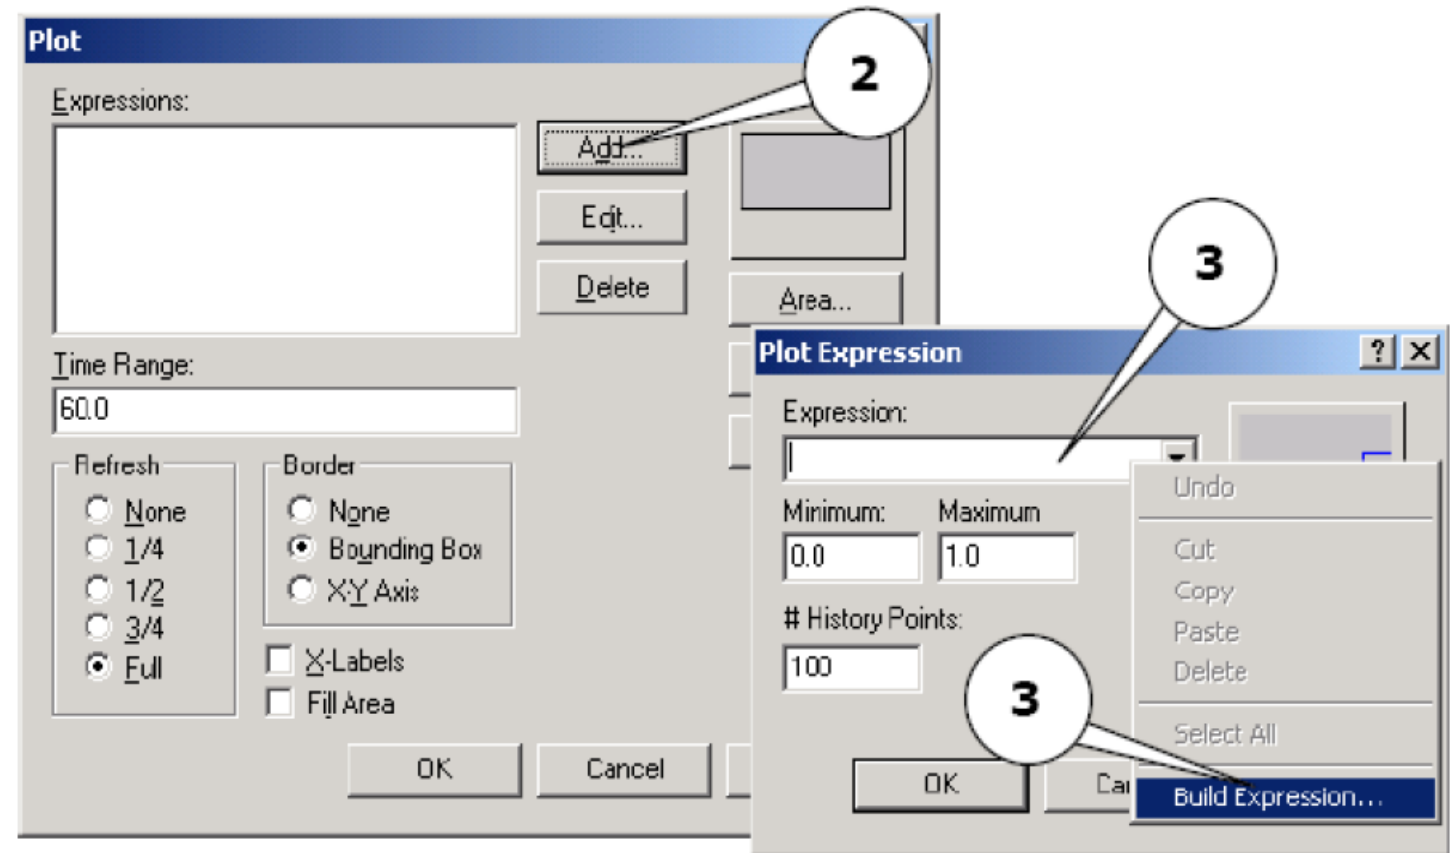 Plot
2
Expressions:
Add...
Edit...
Delete
Area...
3
Time Range:
60.0
Refresh
None
1/4
1/2
3/4
Full
Border
None
Bounding Box
X-Y Axis
X-Labels
Fill Area
OK
Cancel
Plot Expression
?
Expression:
Minimum:
Maximum
0.0
1.0
# History Points:
100
3
OK
Undo
Cut
Copy
Paste
Delete
Select All
Build Expression...